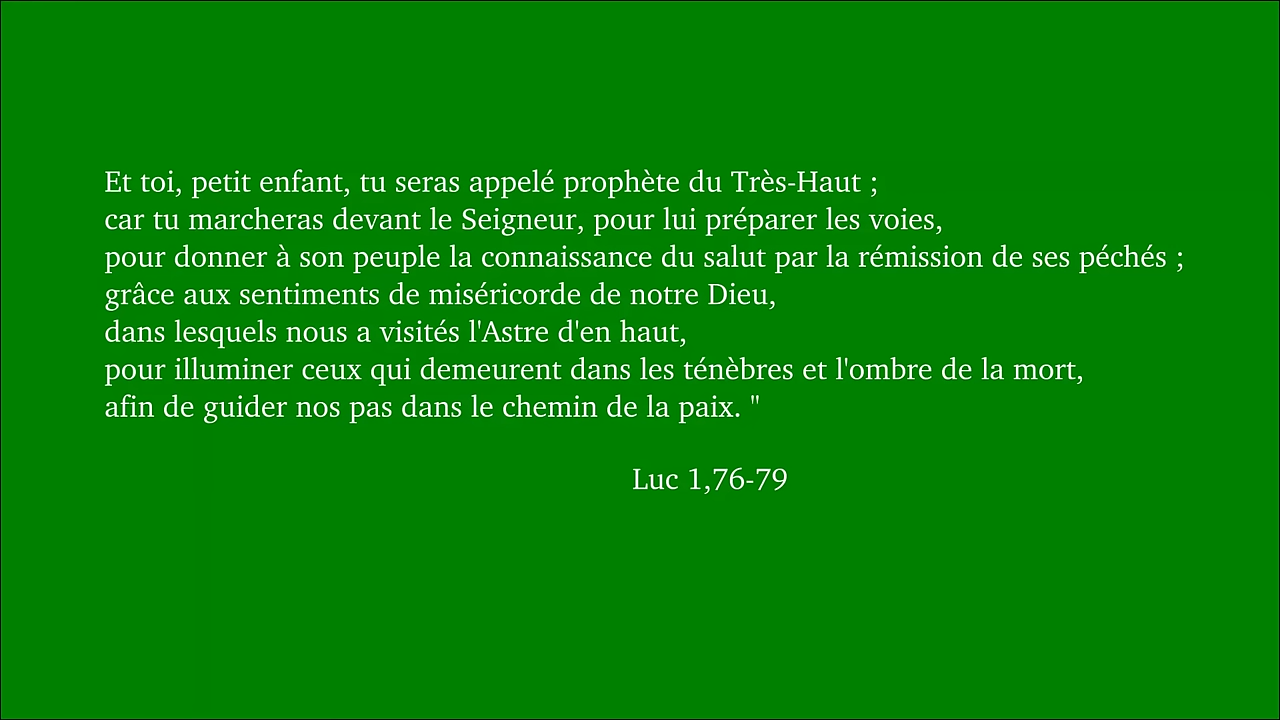 Et toi, petit enfant, tu seras appelé prophète du Très-Haut ;
car tu marcheras devant le Seigneur, pour lui préparer les voies,
pour donner à son peuple la connaissance du salut par la rémission de ses péchés ;
grâce aux sentiments de miséricorde de notre Dieu,
dans lesquels nous a visités l'Astre d'en haut,
pour illuminer ceux qui demeurent dans les ténèbres et l'ombre de la mort,
afin de guider nos pas dans le chemin de la paix. "
Luc 1,76-79